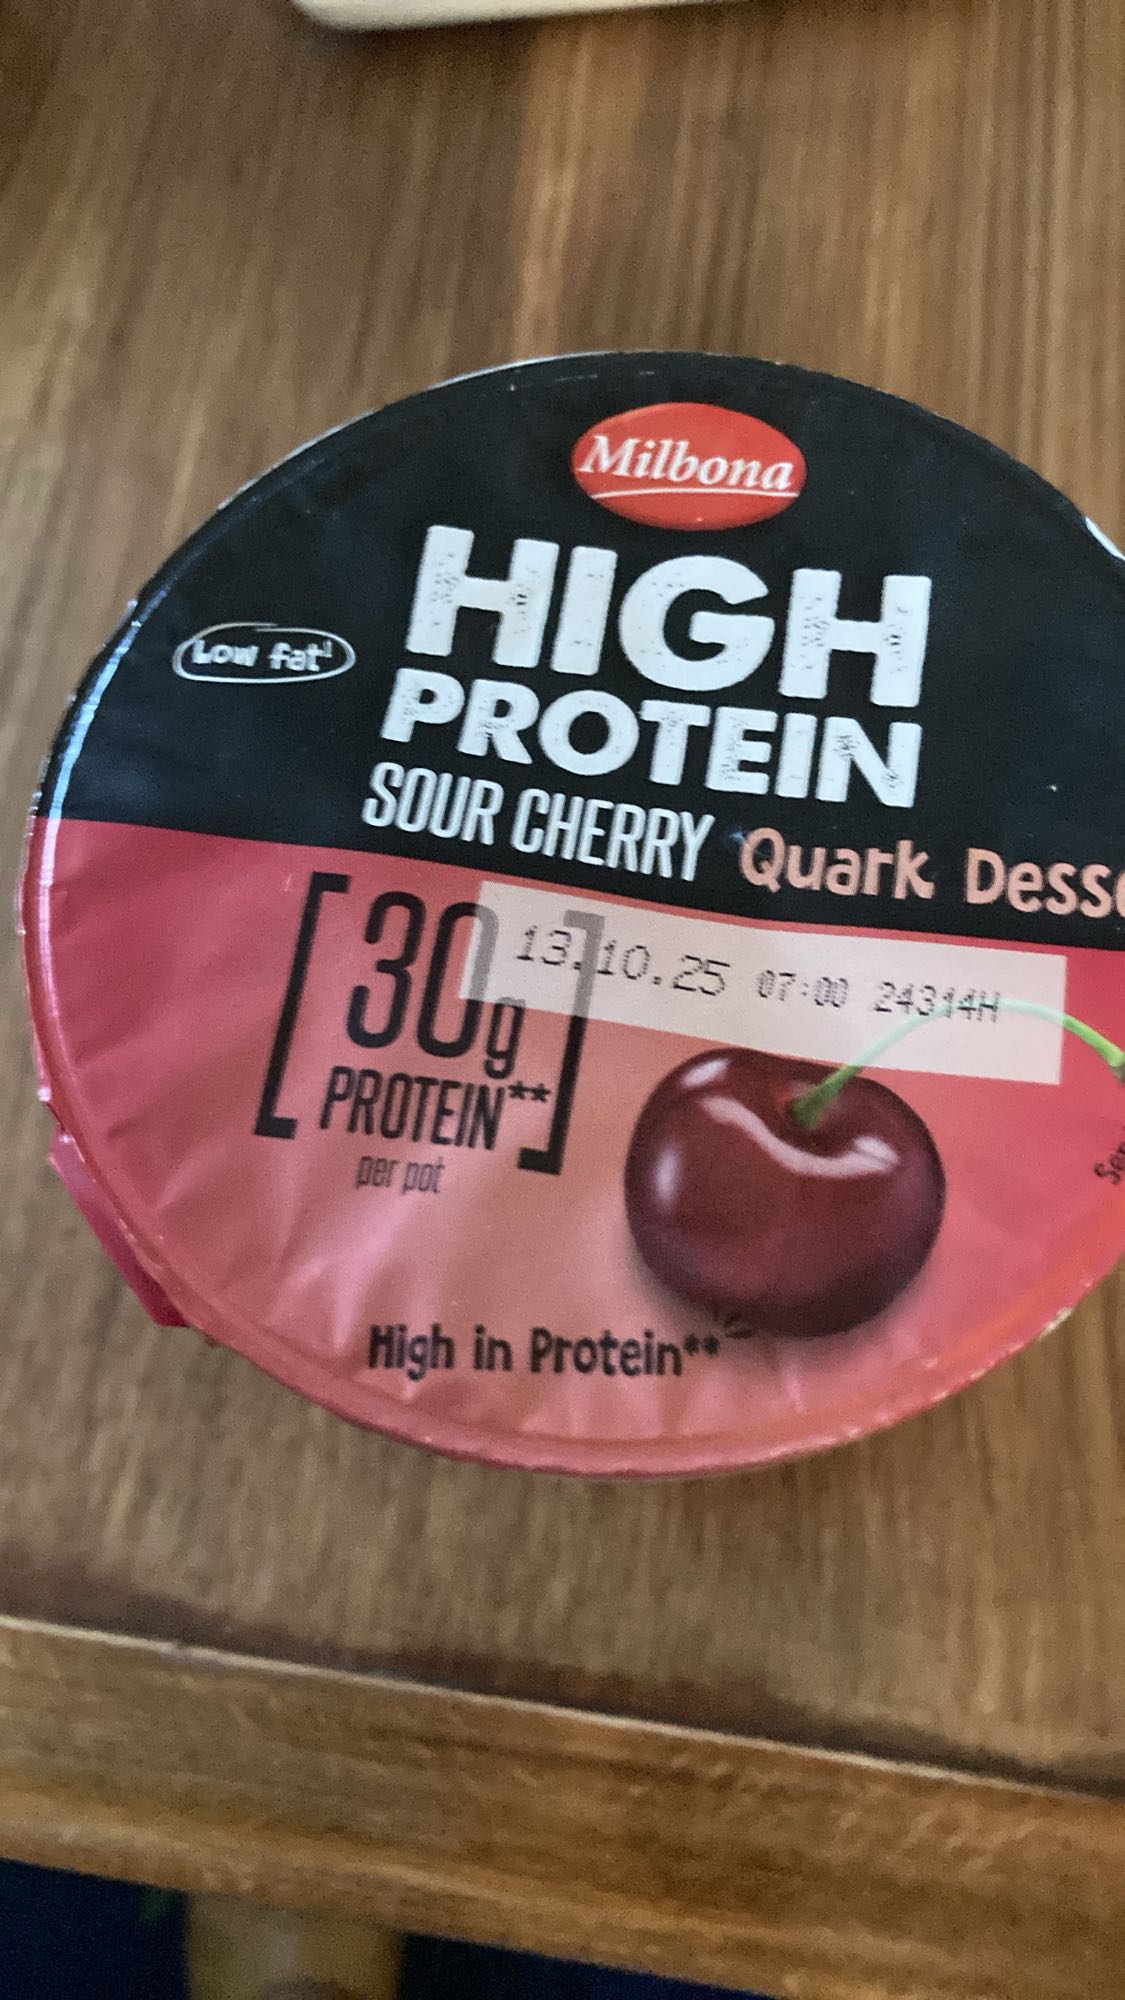 Milbona
HIGH
PROTEIN
Low fat¹
SOUR CHERRY Quark
30g
13.10.25 07:00 24314H
PROTEIN**
per pot
High in Protein**